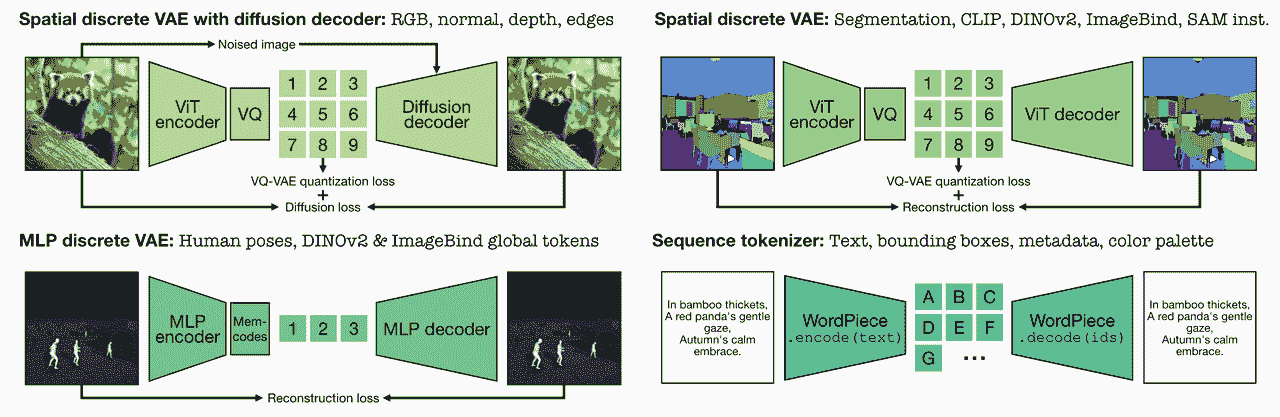 Spatial discrete VAE with diffusion decoder: RGB, normal, depth, edges
Noised image
ViT
encoder
VQ
1 2 3
4 5 6
7 8 9
Diffusion
decoder
VQ-VAE quantization loss
+
Diffusion loss
Spatial discrete VAE: Segmentation, CLIP, DINOv2, ImageBind, SAM inst.
ViT
encoder
VQ
1 2 3
4 5 6
7 8 9
ViT decoder
VQ-VAE quantization loss
+
Reconstruction loss
MLP discrete VAE: Human poses, DINOv2 & ImageBind global tokens
MLP
encoder
Mem-
codes
1 2 3
MLP decoder
Reconstruction loss
Sequence tokenizer: Text, bounding boxes, metadata, color palette
In bamboo thickets,
A red panda's gentle
gaze,
Autumn's calm
embrace.
WordPiece
.encode(text)
A B C
D E F
G ...
WordPiece
.decode(ids)
In bamboo thickets,
A red panda's gentle
gaze,
Autumn's calm
embrace.